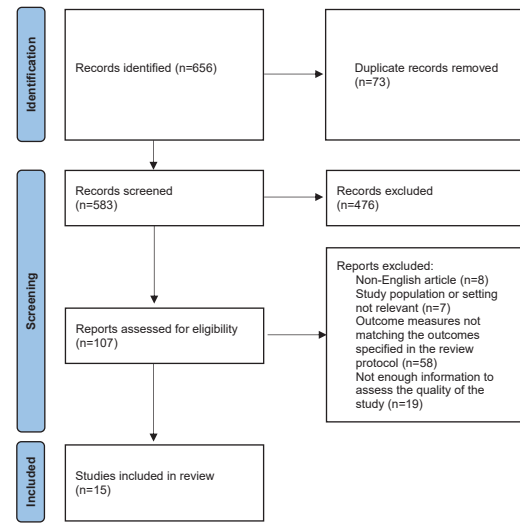 Identification
Records identified (n=656)
Duplicate records removed
(n=73)
Screening
Records screened
(n=583)
Records excluded
(n=476)
Reports assessed for eligibility
(n=107)
Reports excluded:
Non-English article (n=8)
Study population or setting
not relevant (n=7)
Outcome measures not
matching the outcomes
specified in the review
protocol (n=58)
Not enough information to
assess the quality of the
study (n=19)
Included
Studies included in review
(n=15)